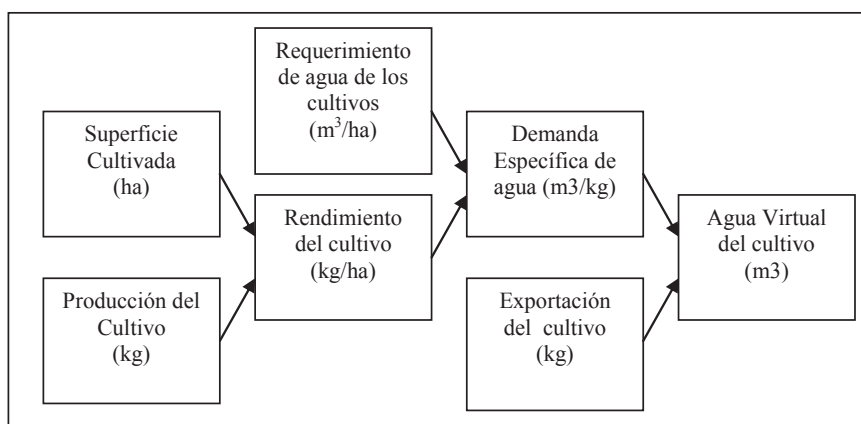 Requerimiento
de agua de los
cultivos
(m³/ha)
Superficie
Cultivada
(ha)
Demanda
Específica de
agua (m3/kg)
Rendimiento
del cultivo
(kg/ha)
Agua Virtual
del cultivo
(m3)
Producción del
Cultivo
(kg)
Exportación
del cultivo
(kg)